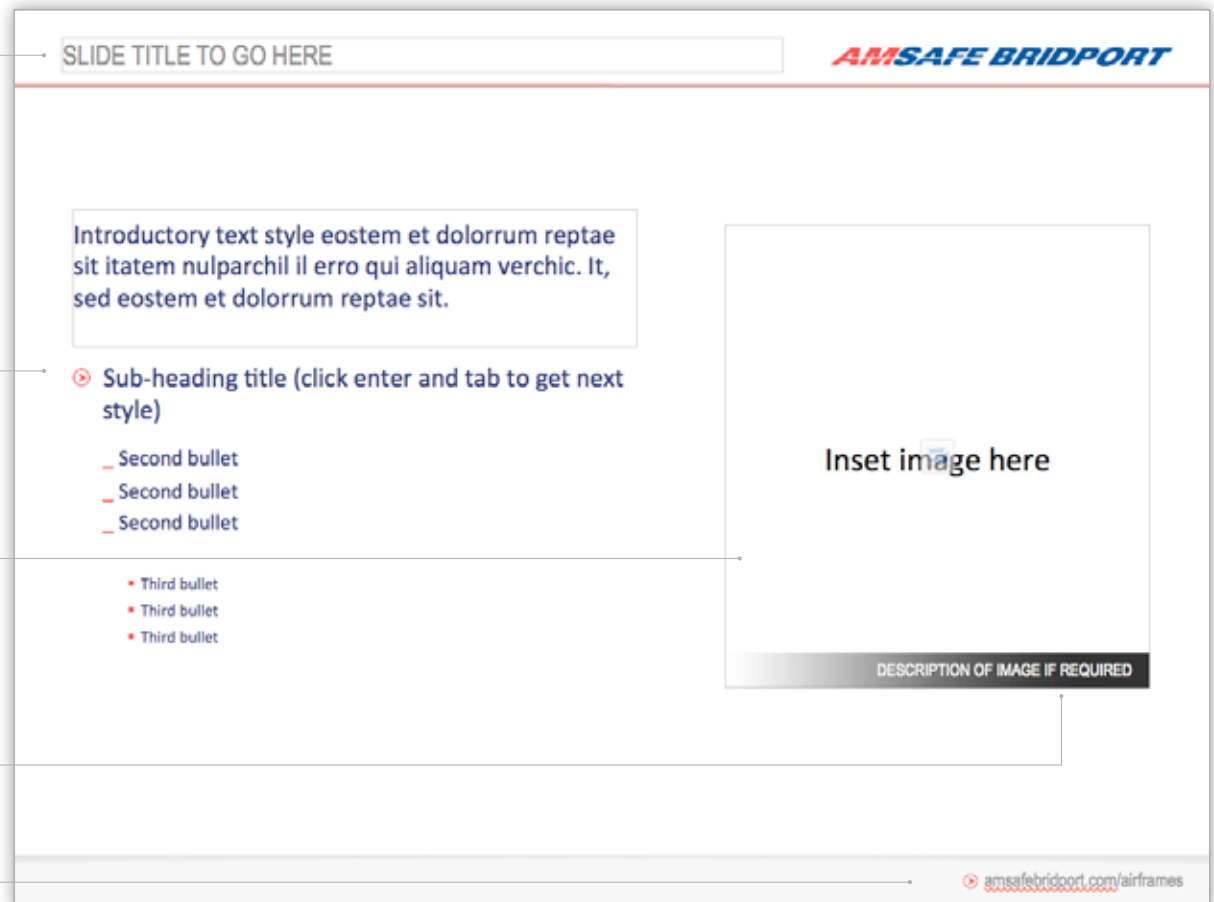 SLIDE TITLE TO GO HERE
AMSAFE BRIDPORT
Introductory text style eostem et dolorrum reptae
sit itatem nulparchil il erro qui aliquam verchic. It,
sed eostem et dolorrum reptae sit.
Sub-heading title (click enter and tab to get next
style)
_ Second bullet
_ Second bullet
_ Second bullet
▪ Third bullet
▪ Third bullet
▪ Third bullet
Inset image here
DESCRIPTION OF IMAGE IF REQUIRED
amsafebridport.com/airframes